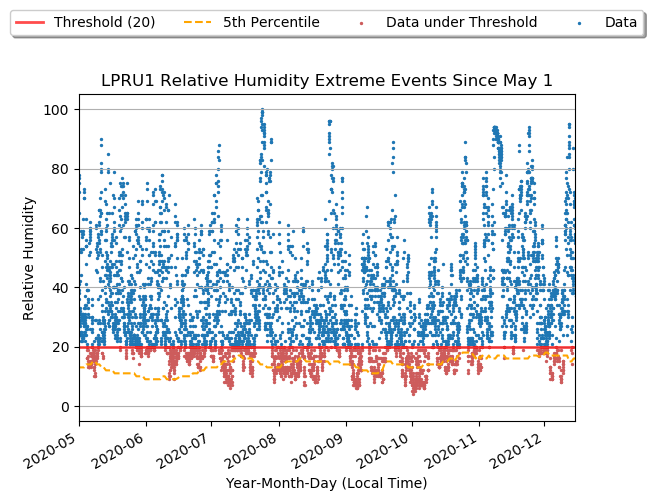 Threshold (20) 5th Percentile Data under Threshold Data
LPRU1 Relative Humidity Extreme Events Since May 1
100
80
60
40
20
0
Relative Humidity
2020-05 2020-06 2020-07 2020-08 2020-09 2020-10 2020-11 2020-12
Year-Month-Day (Local Time)